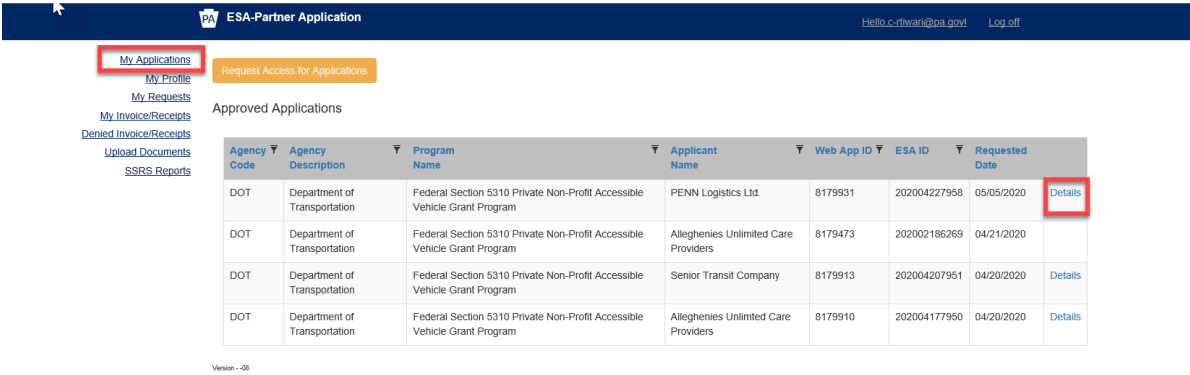 PA ESA-Partner Application
Hello,c-rtiwari@pa.gov! Log off
My Applications
My Profile
My Requests
My Invoice/Receipts
Denied Invoice/Receipts
Upload Documents
SSRS Reports
Request Access for Applications
Approved Applications
Agency Code Agency Description Program Name Applicant Name Web App ID ESA ID Requested Date
DOT Department of Transportation Federal Section 5310 Private Non-Profit Accessible Vehicle Grant Program PENN Logistics Ltd. 8179931 202004227958 05/05/2020 Details
DOT Department of Transportation Federal Section 5310 Private Non-Profit Accessible Vehicle Grant Program Alleghenies Unlimited Care Providers 8179473 202002186269 04/21/2020
DOT Department of Transportation Federal Section 5310 Private Non-Profit Accessible Vehicle Grant Program Senior Transit Company 8179913 202004207951 04/20/2020 Details
DOT Department of Transportation Federal Section 5310 Private Non-Profit Accessible Vehicle Grant Program Alleghenies Unlimted Care Providers 8179910 202004177950 04/20/2020 Details
Version - -08